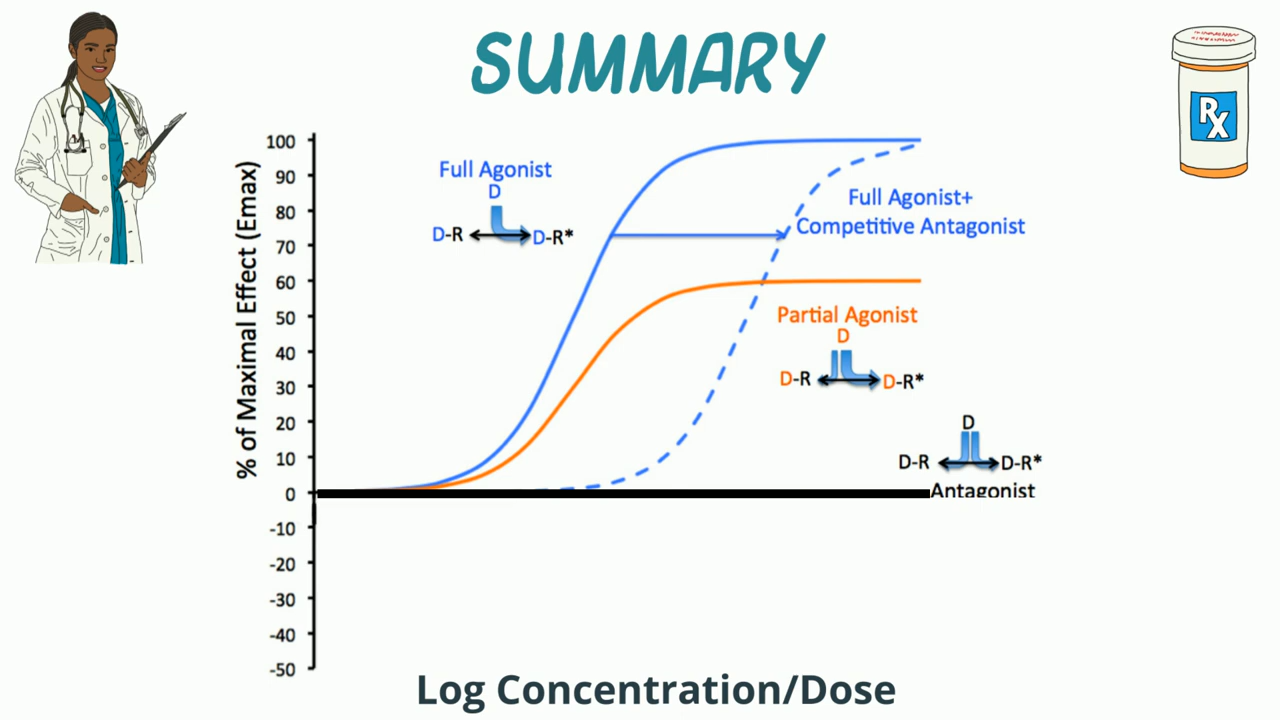 SUMMARY
Rx
% of Maximal Effect (Emax)
100
90
80
70
60
50
40
30
20
10
0
-10
-20
-30
-40
-50
Full Agonist
D
D-R D-R*
Full Agonist+
Competitive Antagonist
Partial Agonist
D
D-R D-R*
D
D-R D-R*
Antagonist
Log Concentration/Dose